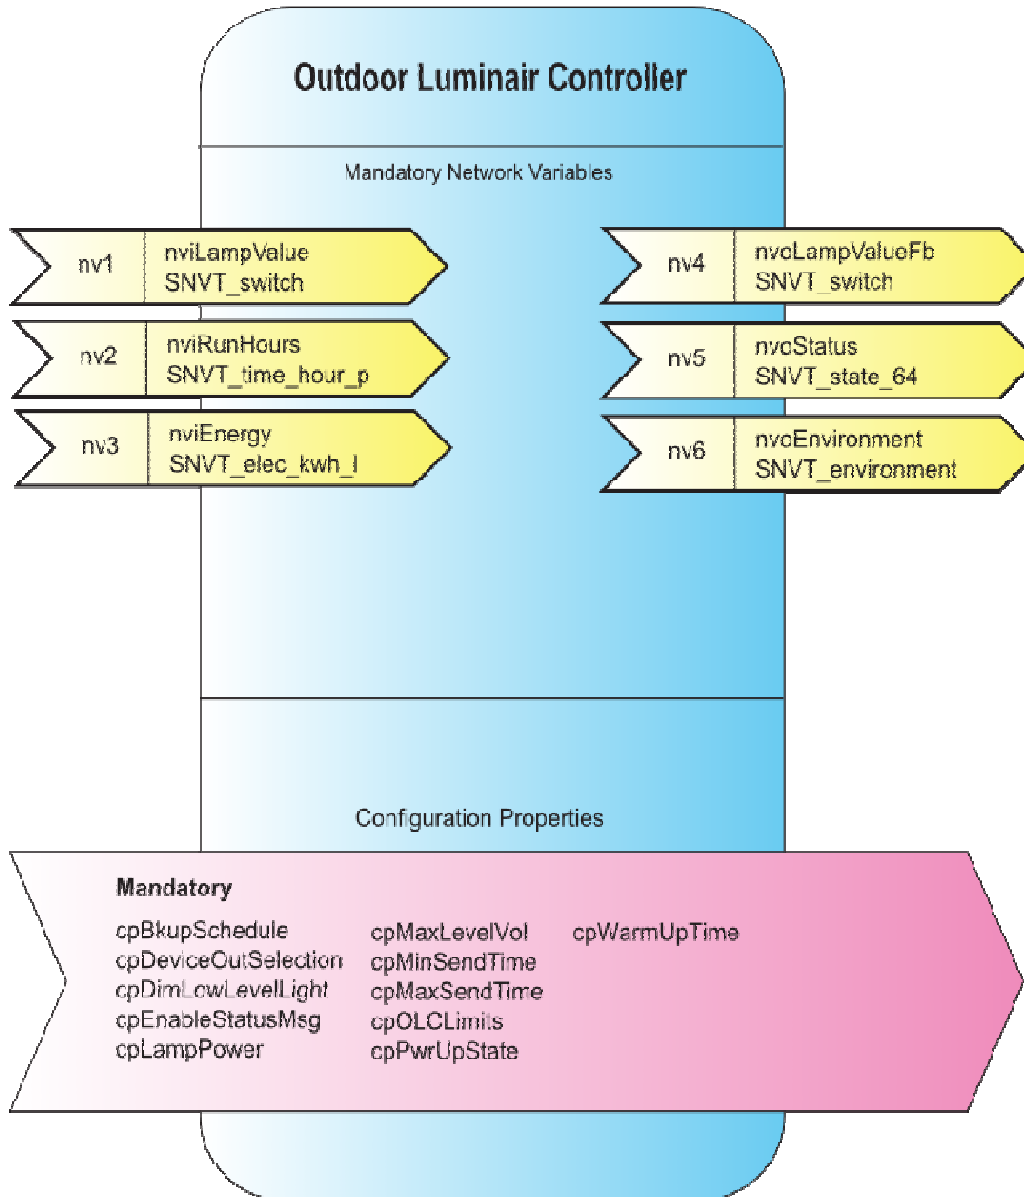 Outdoor Luminair Controller
Mandatory Network Variables
nv1
nviLampValue
SNVT_switch
nv2
nviRunHours
SNVT_time_hour_p
nv3
nviEnergy
SNVT_elec_kwh_l
nv4
nvoLampValueFb
SNVT_switch
nv5
nvoStatus
SNVT_state_64
nv6
nvoEnvironment
SNVT_environment
Configuration Properties
Mandatory
cpBkupSchedule
cpDeviceOutSelection
cpDimLowLevelLight
cpEnableStatusMsg
cpLampPower
cpMaxLevelVol
cpMinSendTime
cpMaxSendTime
cpOLCLimits
cpPwrUpState
cpWarmUpTime